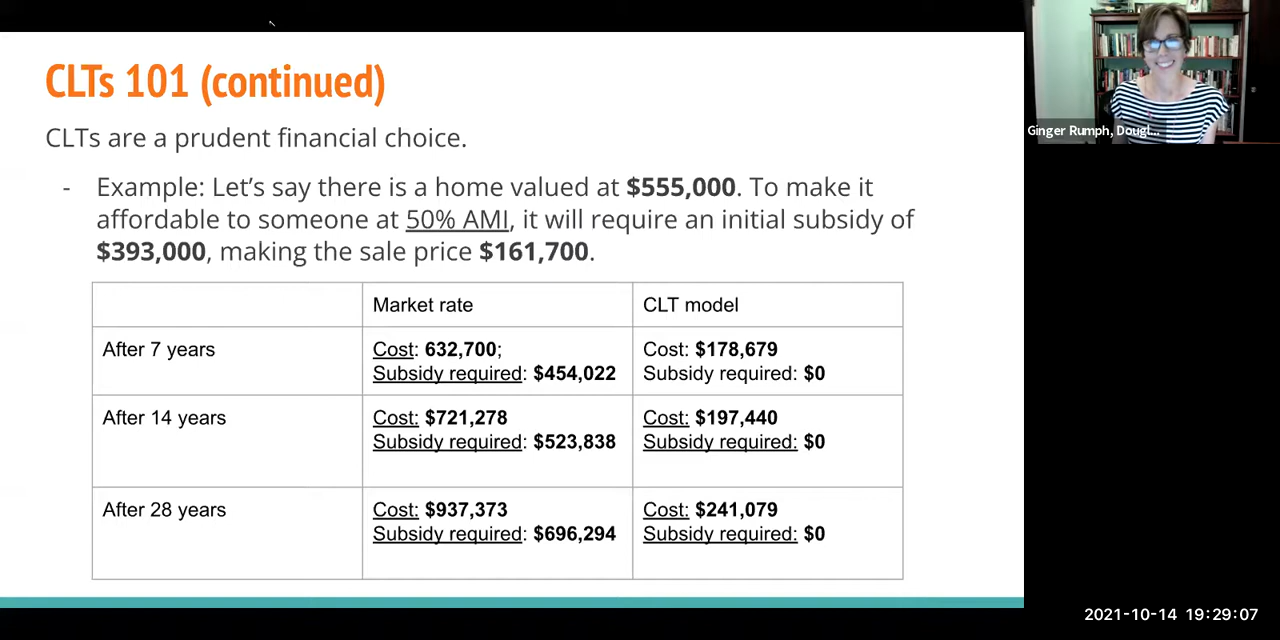 CLTs 101 (continued)
CLTs are a prudent financial choice.
- Example: Let's say there is a home valued at $555,000. To make it
affordable to someone at 50% AMI, it will require an initial subsidy of
$393,000, making the sale price $161,700.
Market rate
CLT model
After 7 years
Cost: 632,700;
Subsidy required: $454,022
Cost: $178,679
Subsidy required: $0
After 14 years
Cost: $721,278
Subsidy required: $523,838
Cost: $197,440
Subsidy required: $0
After 28 years
Cost: $937,373
Subsidy required: $696,294
Cost: $241,079
Subsidy required: $0
Ginger Rumph, Dougl...
2021-10-14 19:29:07